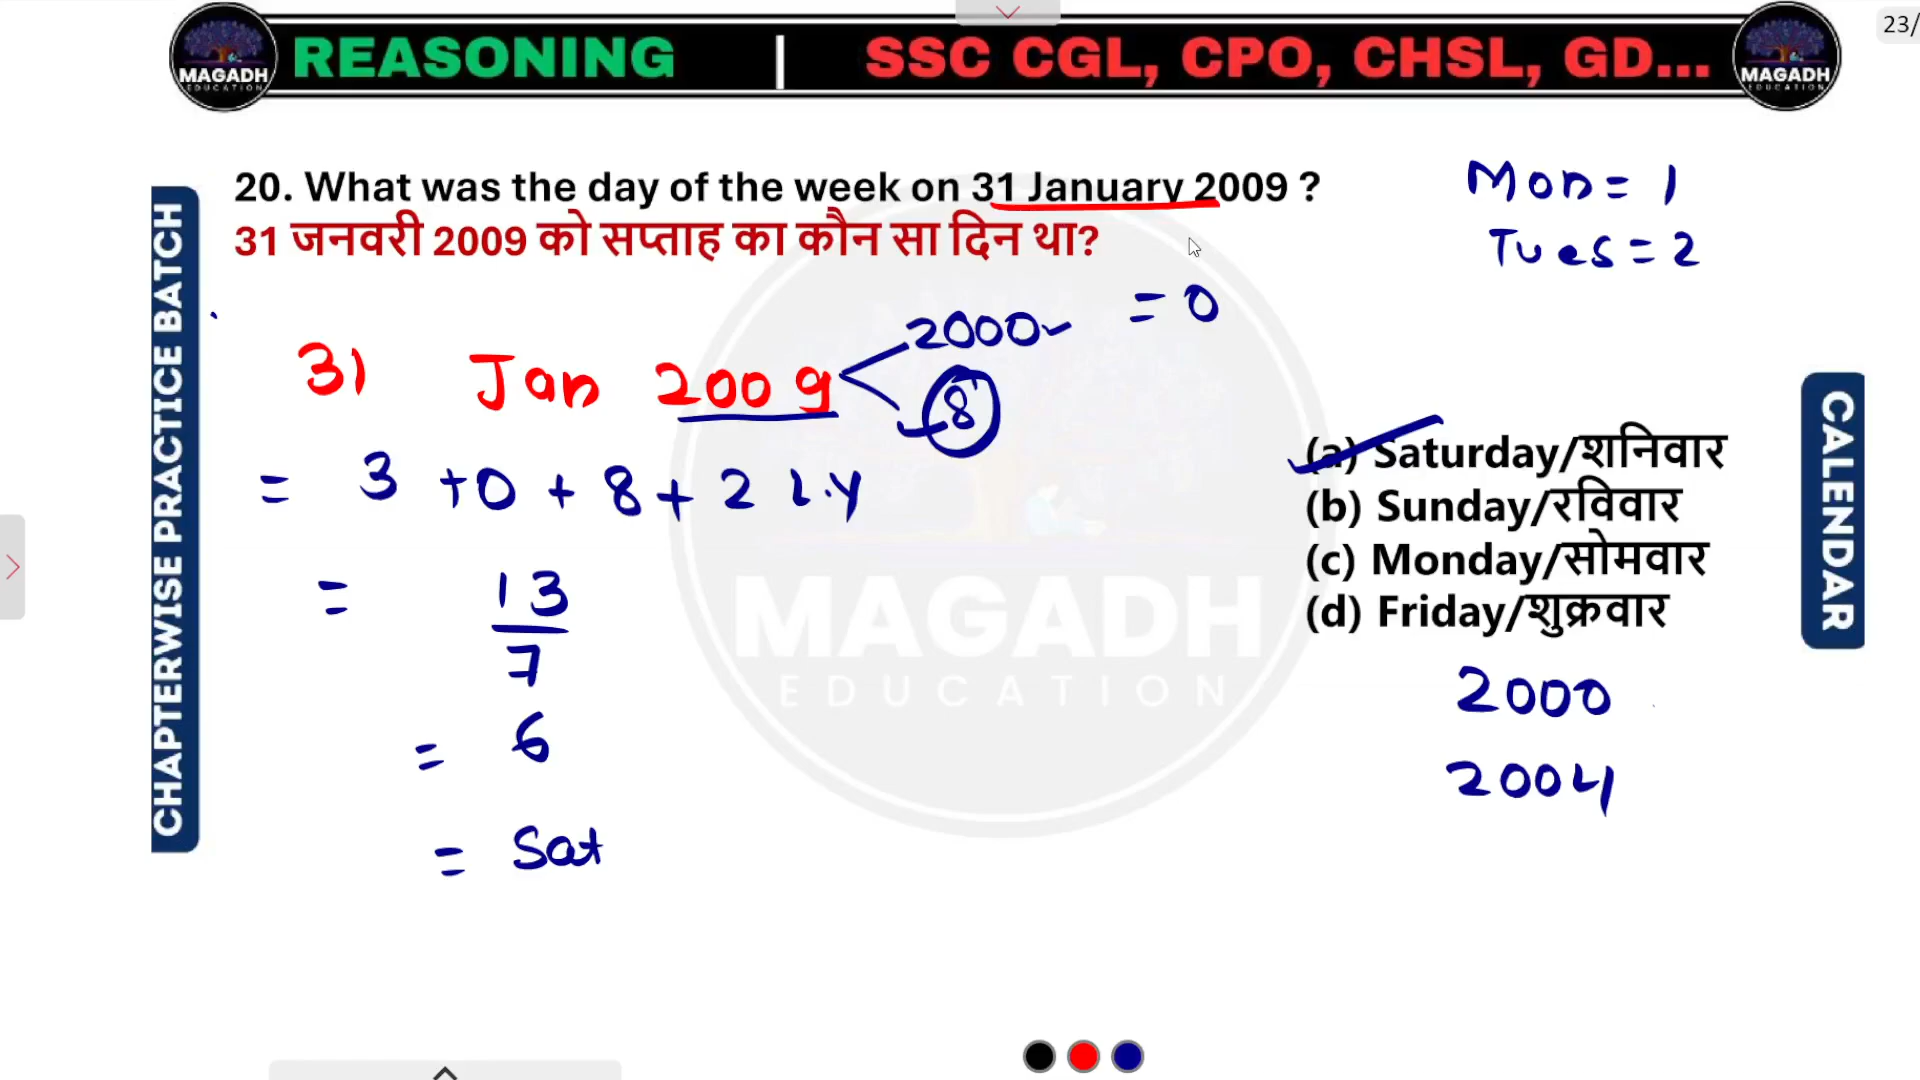 23/
MAGADH
EDUCATION
REASONING | SSC CGL, CPO, CHSL, GD...
MAGADH
EDUCATION
CHAPTERWISE PRACTICE BATCH
20. What was the day of the week on 31 January 2009 ?
31 जनवरी 2009 को सप्ताह का कौन सा दिन था?
Mon = 1
Tues = 2
31 Jan 2009
2000 = 0
8
= 3 + 0 + 8 + 2 L.Y
= 13
7
= 6
= Sat
(a) Saturday/शनिवार
(b) Sunday/रविवार
(c) Monday/सोमवार
(d) Friday/शुक्रवार
2000
2004
CALENDAR
MAGADH
EDUCATION